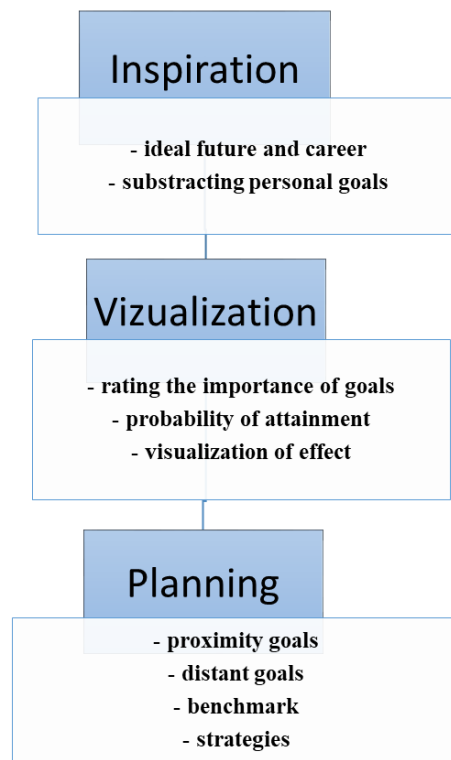 Inspiration
- ideal future and career
- substracting personal goals
Vizualization
- rating the importance of goals
- probability of attainment
- visualization of effect
Planning
- proximity goals
- distant goals
- benchmark
- strategies